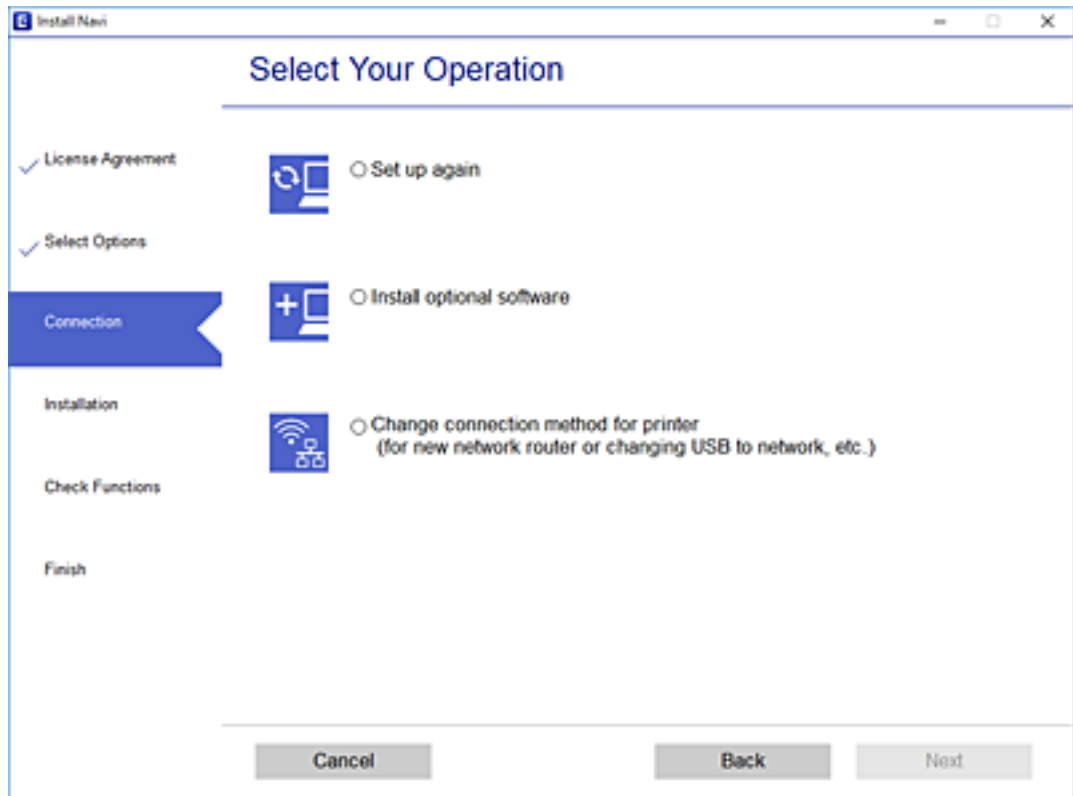 Install Navi
Select Your Operation
License Agreement
Select Options
Connection
Installation
Check Functions
Finish
Set up again
Install optional software
Change connection method for printer
(for new network router or changing USB to network, etc.)
Cancel
Back
Next